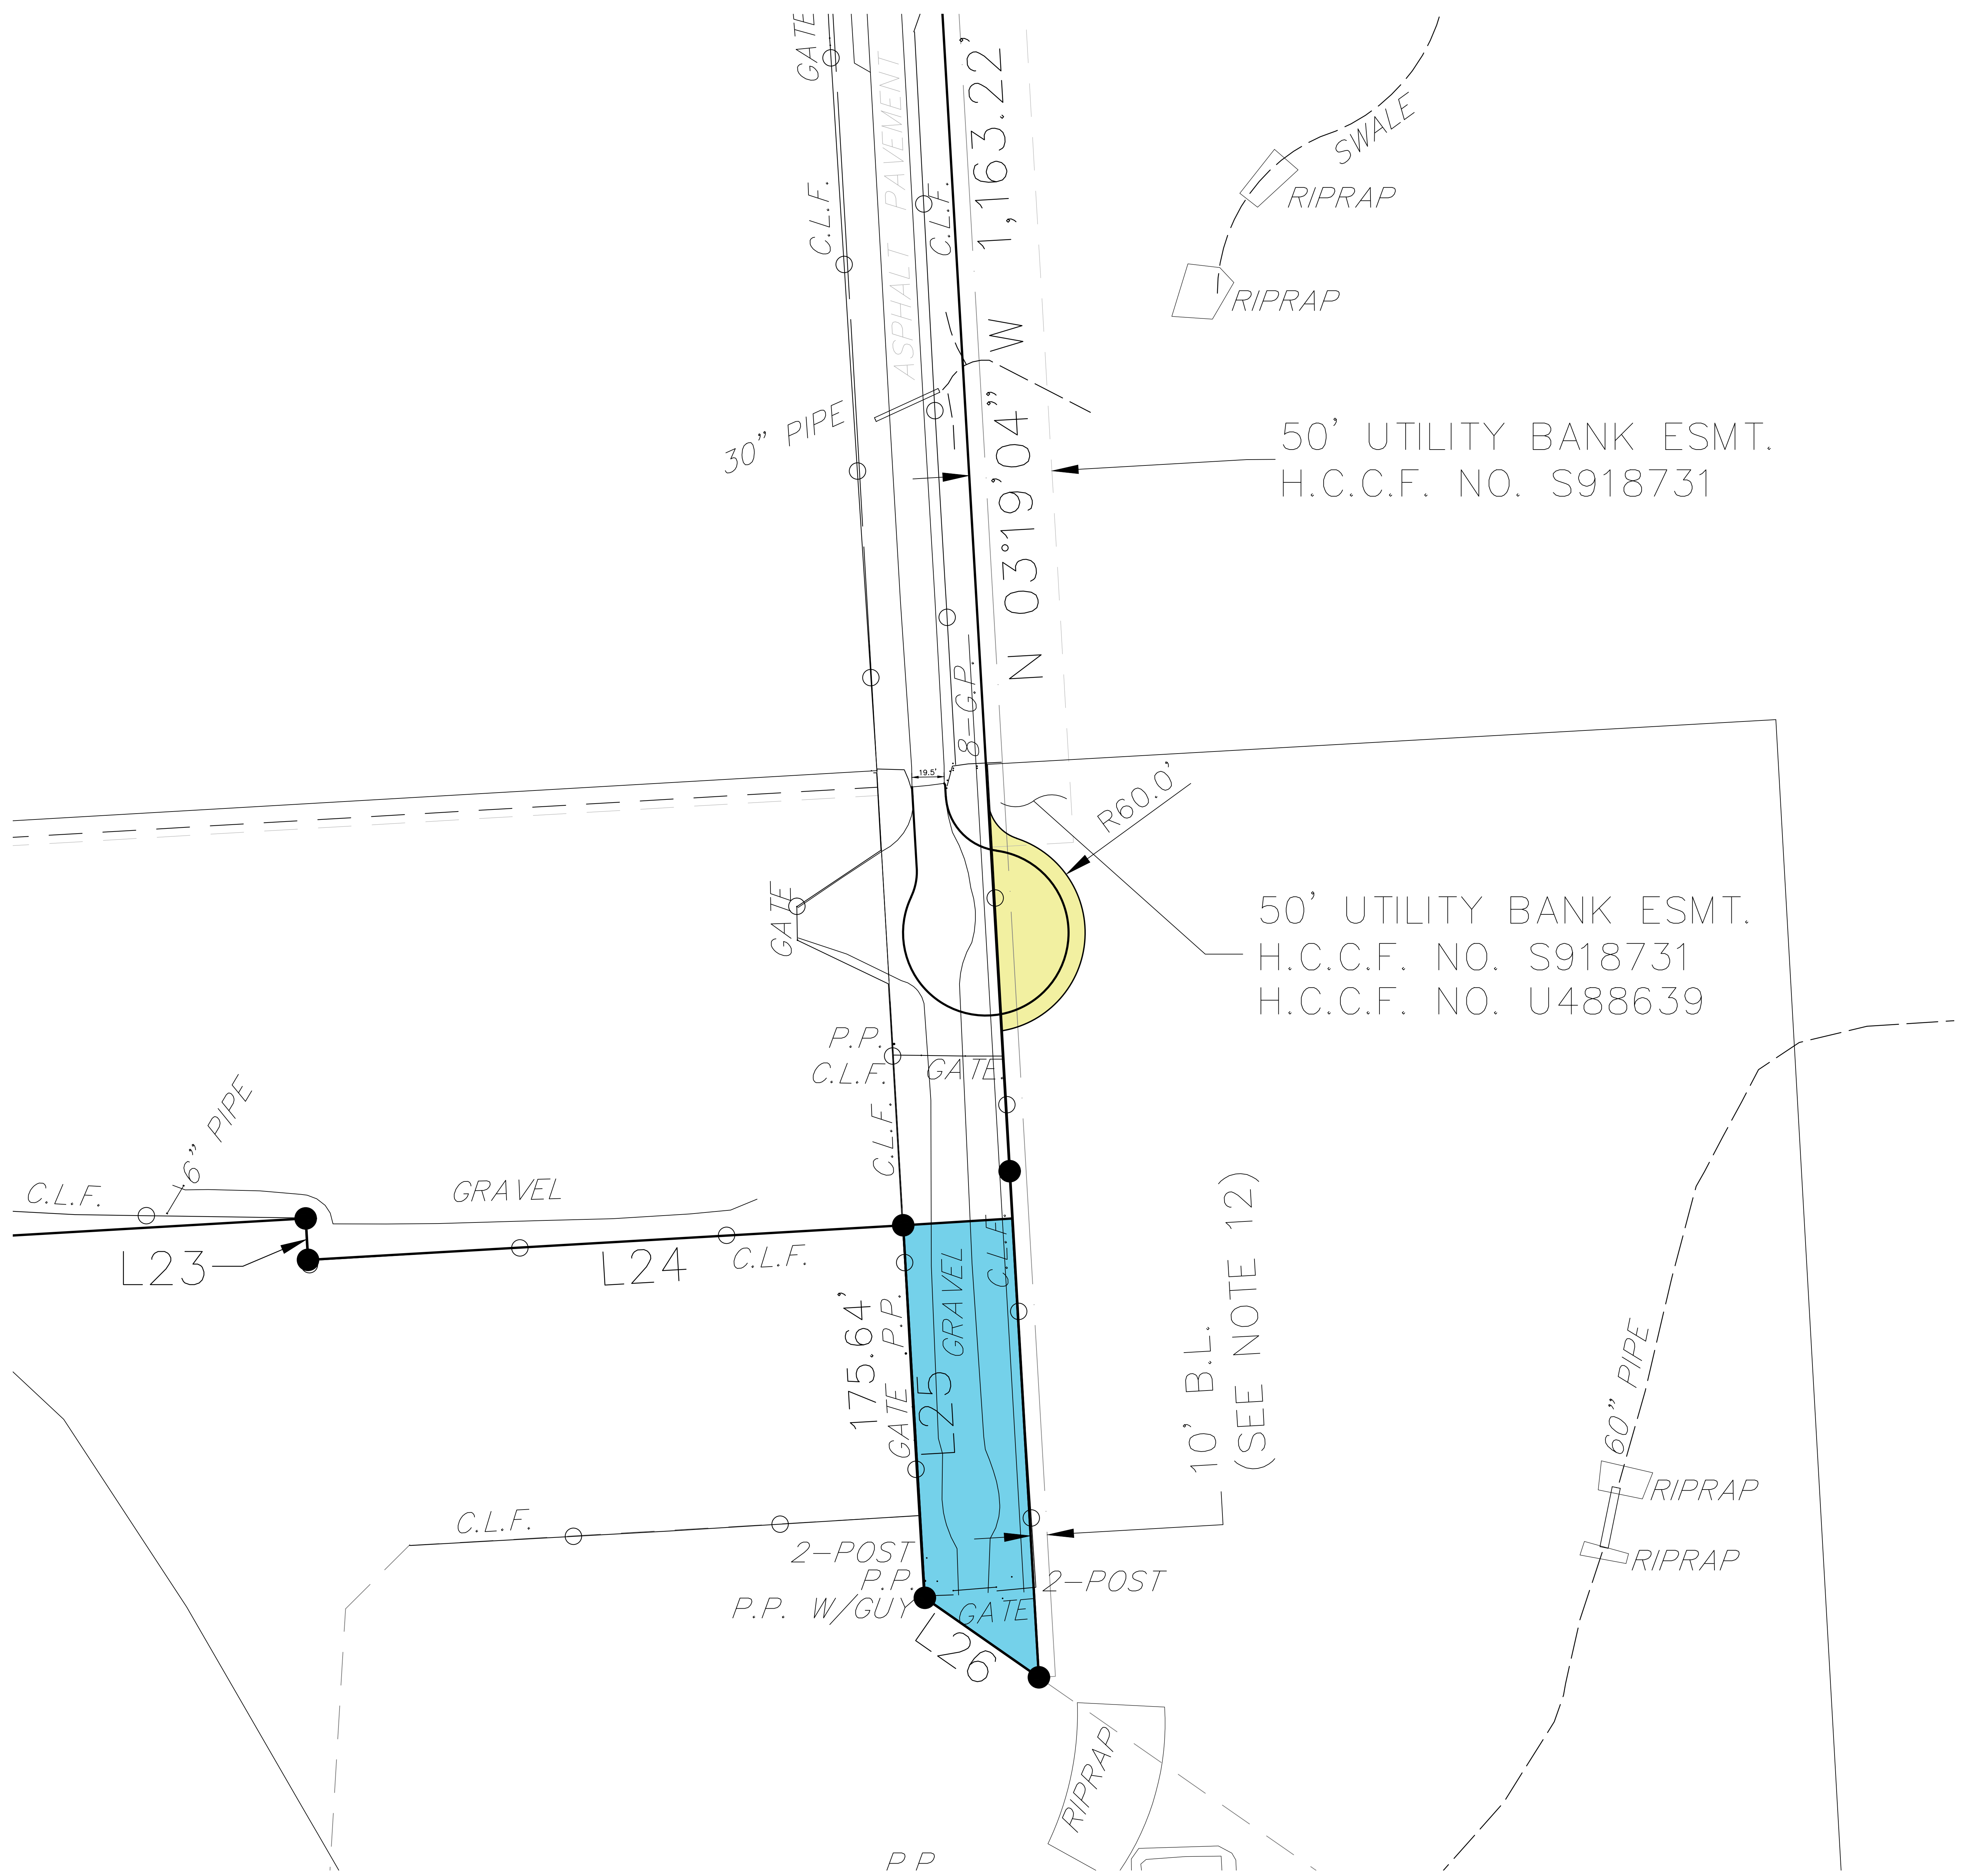 GATE
C.L.F.
ASPHALT PAVEMENT
C.L.F.
N 03°19'04" W 1,163.22'
SWALE
RIPRAP
RIPRAP
30" PIPE
50' UTILITY BANK ESMT.
H.C.C.F. NO. S918731
8-G.P.
19.5'
R60.0'
GATE
50' UTILITY BANK ESMT.
H.C.C.F. NO. S918731
H.C.C.F. NO. U488639
P.P.
C.L.F.
GATE
C.L.F.
6" PIPE
C.L.F.
GRAVEL
L23
L24
C.L.F.
C.L.F.
GRAVEL
175.64'
P.P.
GATE
L25
10' B.L.
(SEE NOTE 12)
60" PIPE
RIPRAP
RIPRAP
C.L.F.
2-POST
P.P.
P.P. W/GUY
GATE
2-POST
L26
RIPRAP
P.P.